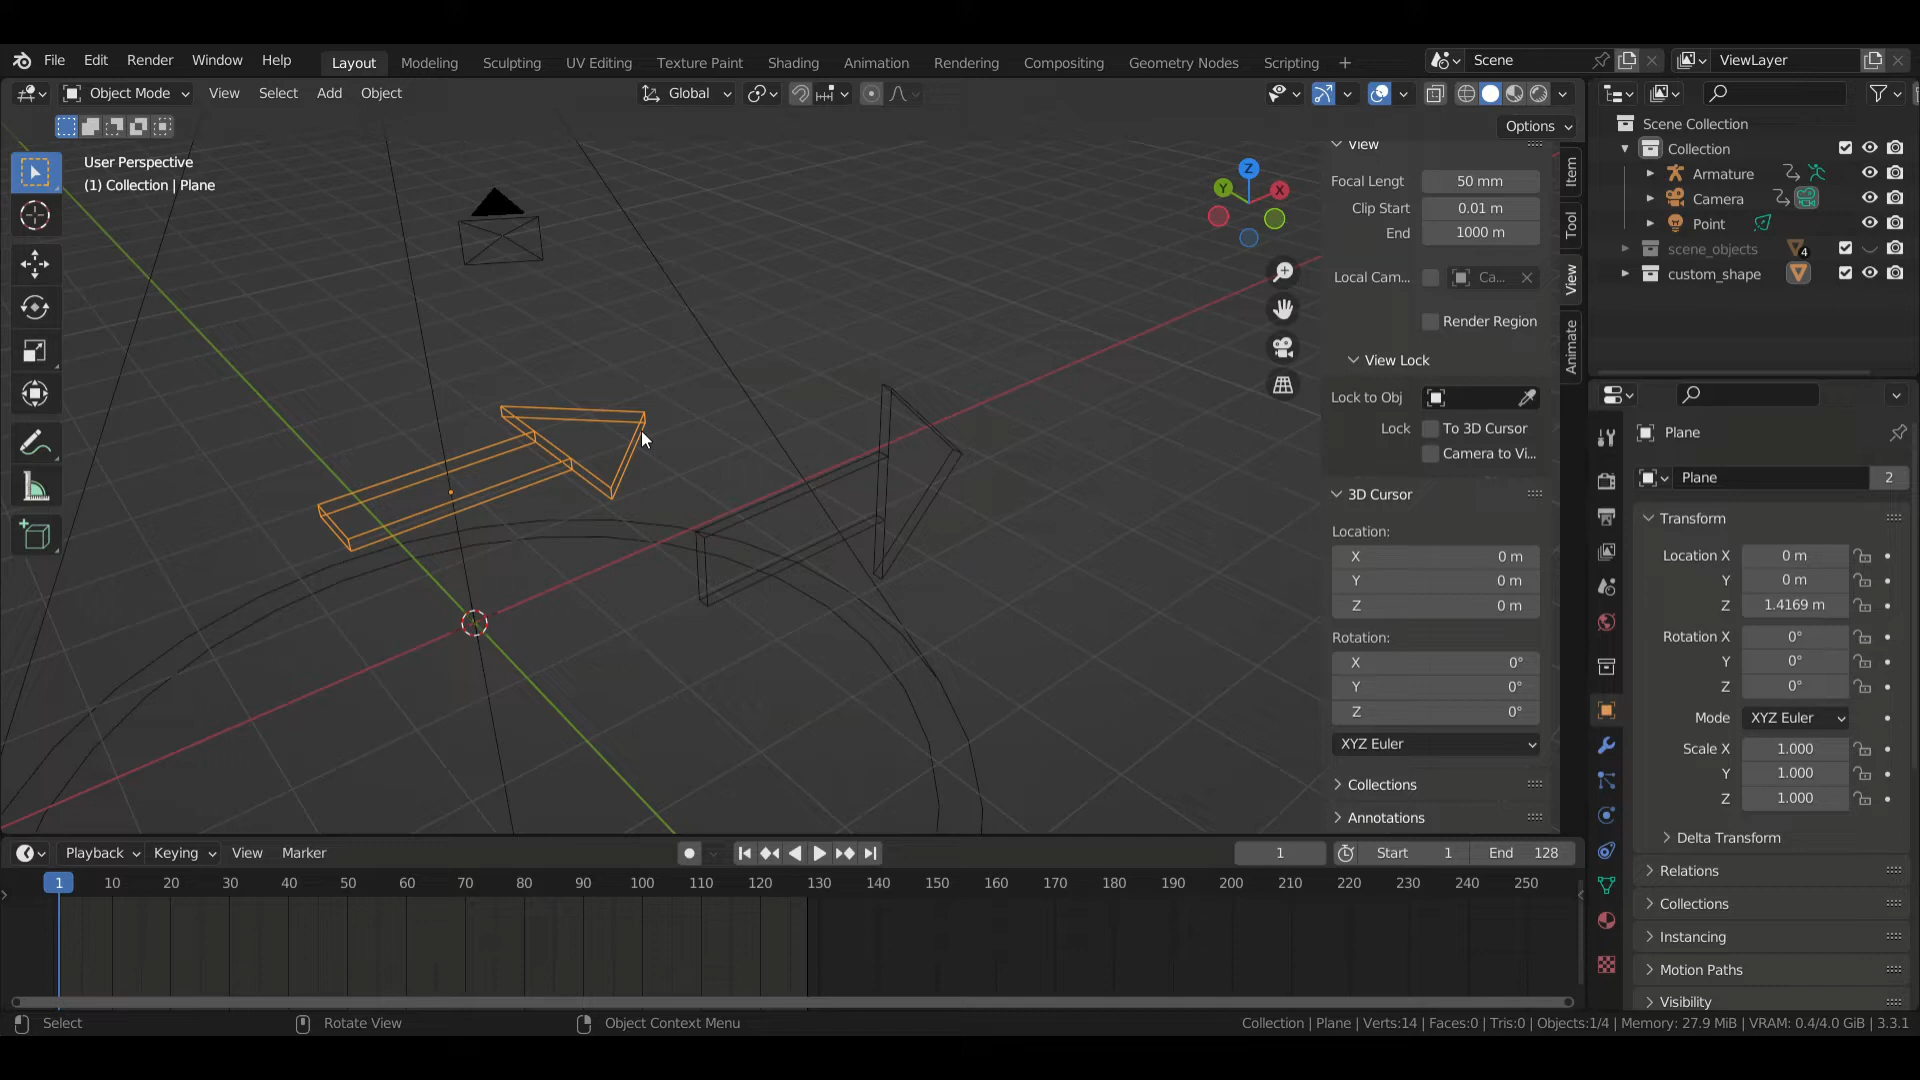 File Edit Render Window Help Layout Modeling Sculpting UV Editing Texture Paint Shading Animation Rendering Compositing Geometry Nodes Scripting + Scene ViewLayer
Object Mode View Select Add Object Global
Options
User Perspective
(1) Collection | Plane
X
Y
Z
View
Focal Lengt 50 mm
Clip Start 0.01 m
End 1000 m
Local Cam... Ca...
Render Region
View Lock
Lock to Obj
Lock To 3D Cursor
Camera to Vi...
3D Cursor
Location:
X 0 m
Y 0 m
Z 0 m
Rotation:
X 0°
Y 0°
Z 0°
XYZ Euler
Collections
Annotations
Item
Tool
View
Animate
Scene Collection
Collection
Armature
Camera
Point
scene_objects 4
custom_shape
Plane
Plane 2
Transform
Location X 0 m
Y 0 m
Z 1.4169 m
Rotation X 0°
Y 0°
Z 0°
Mode XYZ Euler
Scale X 1.000
Y 1.000
Z 1.000
Delta Transform
Relations
Collections
Instancing
Motion Paths
Visibility
Playback Keying View Marker 1 Start 1 End 128
1 10 20 30 40 50 60 70 80 90 100 110 120 130 140 150 160 170 180 190 200 210 220 230 240 250
Select Rotate View Object Context Menu Collection | Plane | Verts:14 | Faces:0 | Tris:0 | Objects:1/4 | Memory: 27.9 MiB | VRAM: 0.4/4.0 GiB | 3.3.1